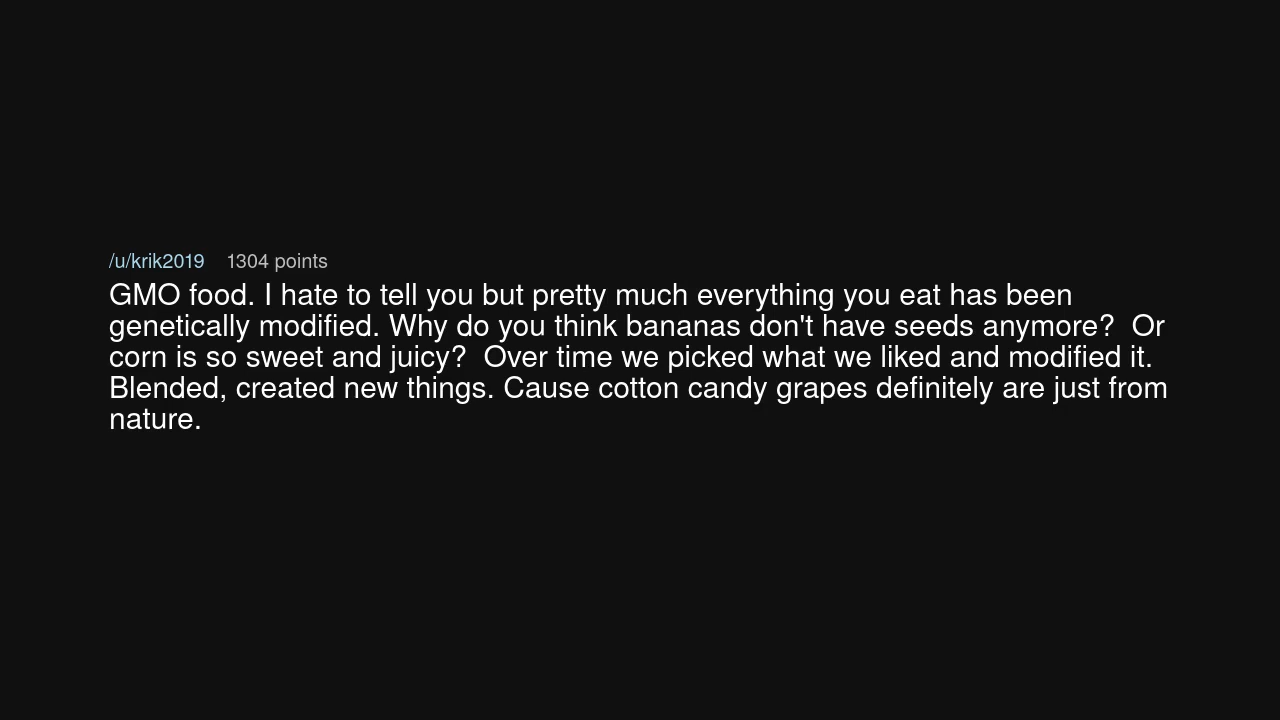 /u/krik2019 1304 points
GMO food. I hate to tell you but pretty much everything you eat has been
genetically modified. Why do you think bananas don't have seeds anymore?  Or
corn is so sweet and juicy?  Over time we picked what we liked and modified it.
Blended, created new things. Cause cotton candy grapes definitely are just from
nature.